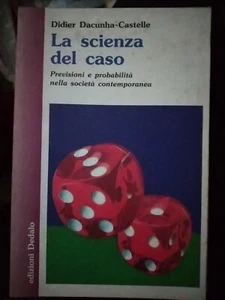 Didier Dacunha-Castelle
La scienza
del caso
Previsioni e probabilità
nella società contemporanea
edizioni Dedalo